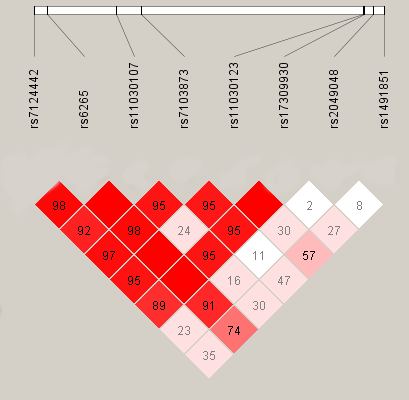 rs7124442
rs6265
rs11030107
rs7103873
rs11030123
rs17309930
rs2049048
rs1491851
98 95 95 2 8
92 98 24 95 30 27
97 95 11 57
95 16 47
89 91 30
23 74
35